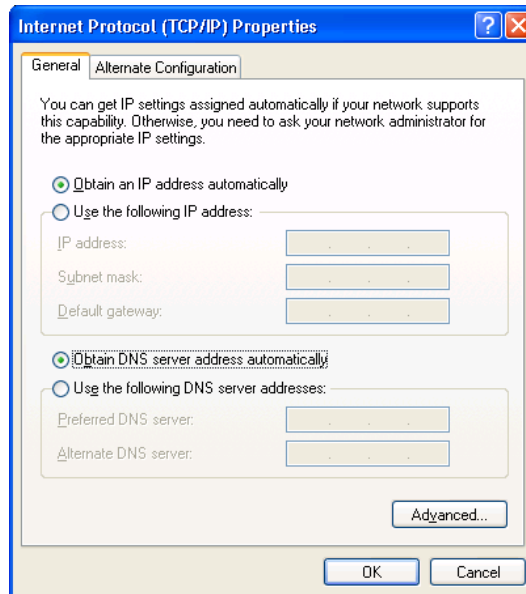 Internet Protocol (TCP/IP) Properties
General
Alternate Configuration
You can get IP settings assigned automatically if your network supports
this capability. Otherwise, you need to ask your network administrator for
the appropriate IP settings.
Obtain an IP address automatically
Use the following IP address:
IP address:
Subnet mask:
Default gateway:
Obtain DNS server address automatically
Use the following DNS server addresses:
Preferred DNS server:
Alternate DNS server:
Advanced...
OK
Cancel